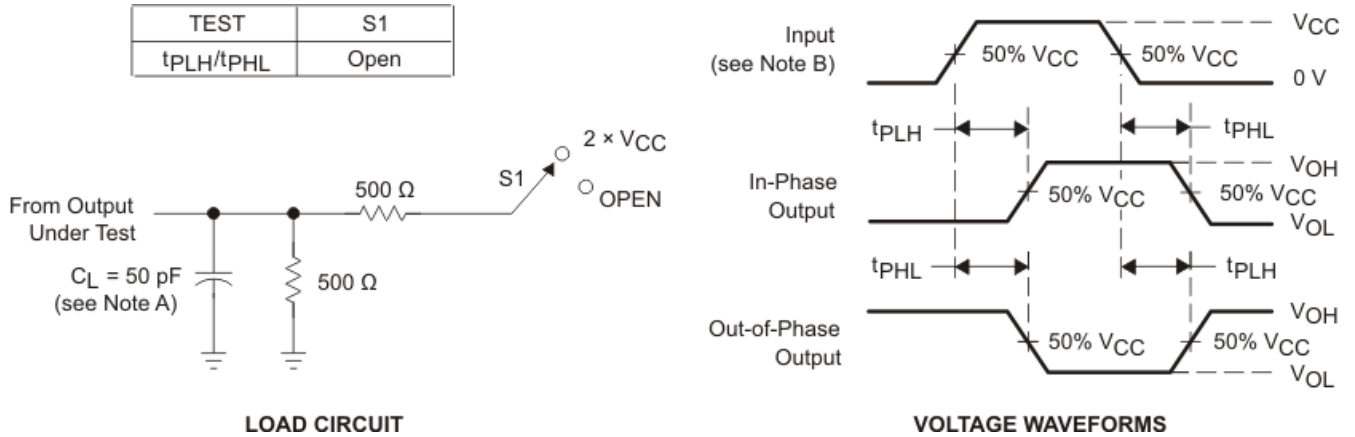 TEST S1
tPLH/tPHL Open
2 × VCC
S1
OPEN
500 Ω
From Output
Under Test
CL = 50 pF
(see Note A)
500 Ω
LOAD CIRCUIT
Input
(see Note B)
50% VCC
50% VCC
VCC
0 V
tPLH
tPHL
In-Phase
Output
50% VCC
50% VCC
VOH
VOL
tPHL
tPLH
Out-of-Phase
Output
50% VCC
50% VCC
VOH
VOL
VOLTAGE WAVEFORMS